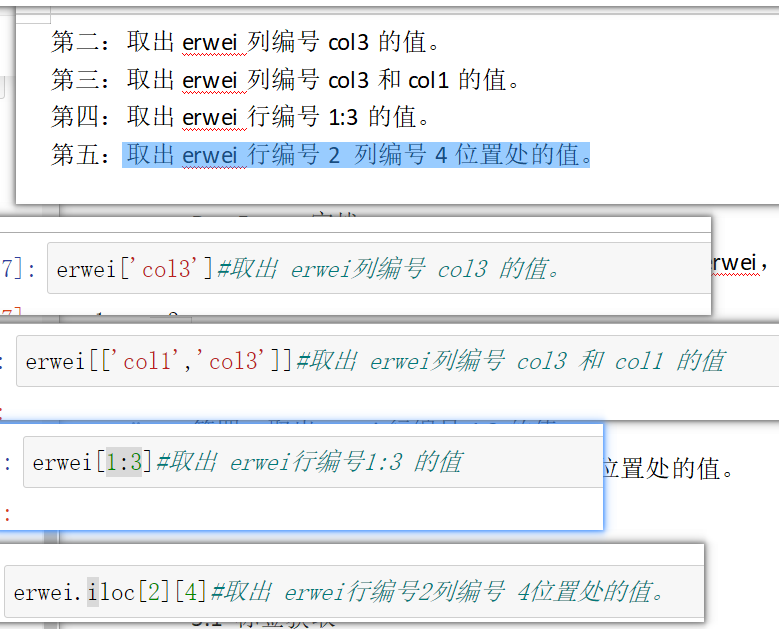 第二：取出 erwei 列编号 col3 的值。
第三：取出 erwei 列编号 col3 和 col1 的值。
第四：取出 erwei 行编号 1:3 的值。
第五：取出 erwei 行编号 2 列编号 4 位置处的值。
7]: erwei['col3']#取出 erwei列编号 col3 的值。
erwei，
: erwei[['col1','col3']]#取出 erwei列编号 col3 和 col1 的值
:
: erwei[1:3]#取出 erwei行编号1:3 的值
位置处的值。
:
erwei.iloc[2][4]#取出 erwei行编号2列编号 4位置处的值。